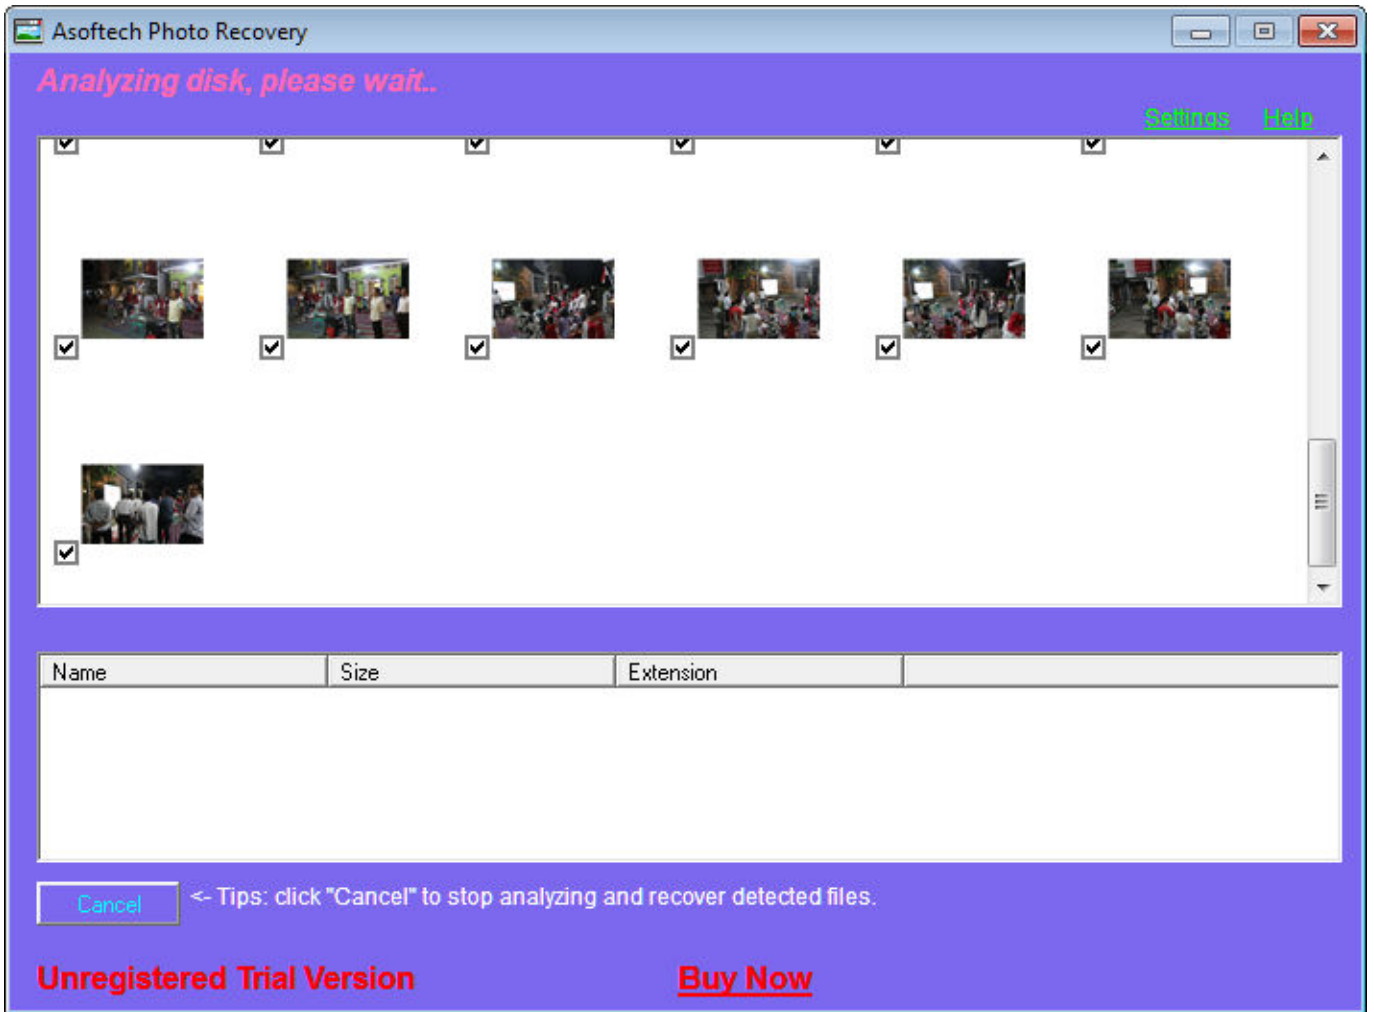 Asoftech Photo Recovery
Analyzing disk, please wait..
Settings Help
Name Size Extension
Cancel <- Tips: click "Cancel" to stop analyzing and recover detected files.
Unregistered Trial Version Buy Now